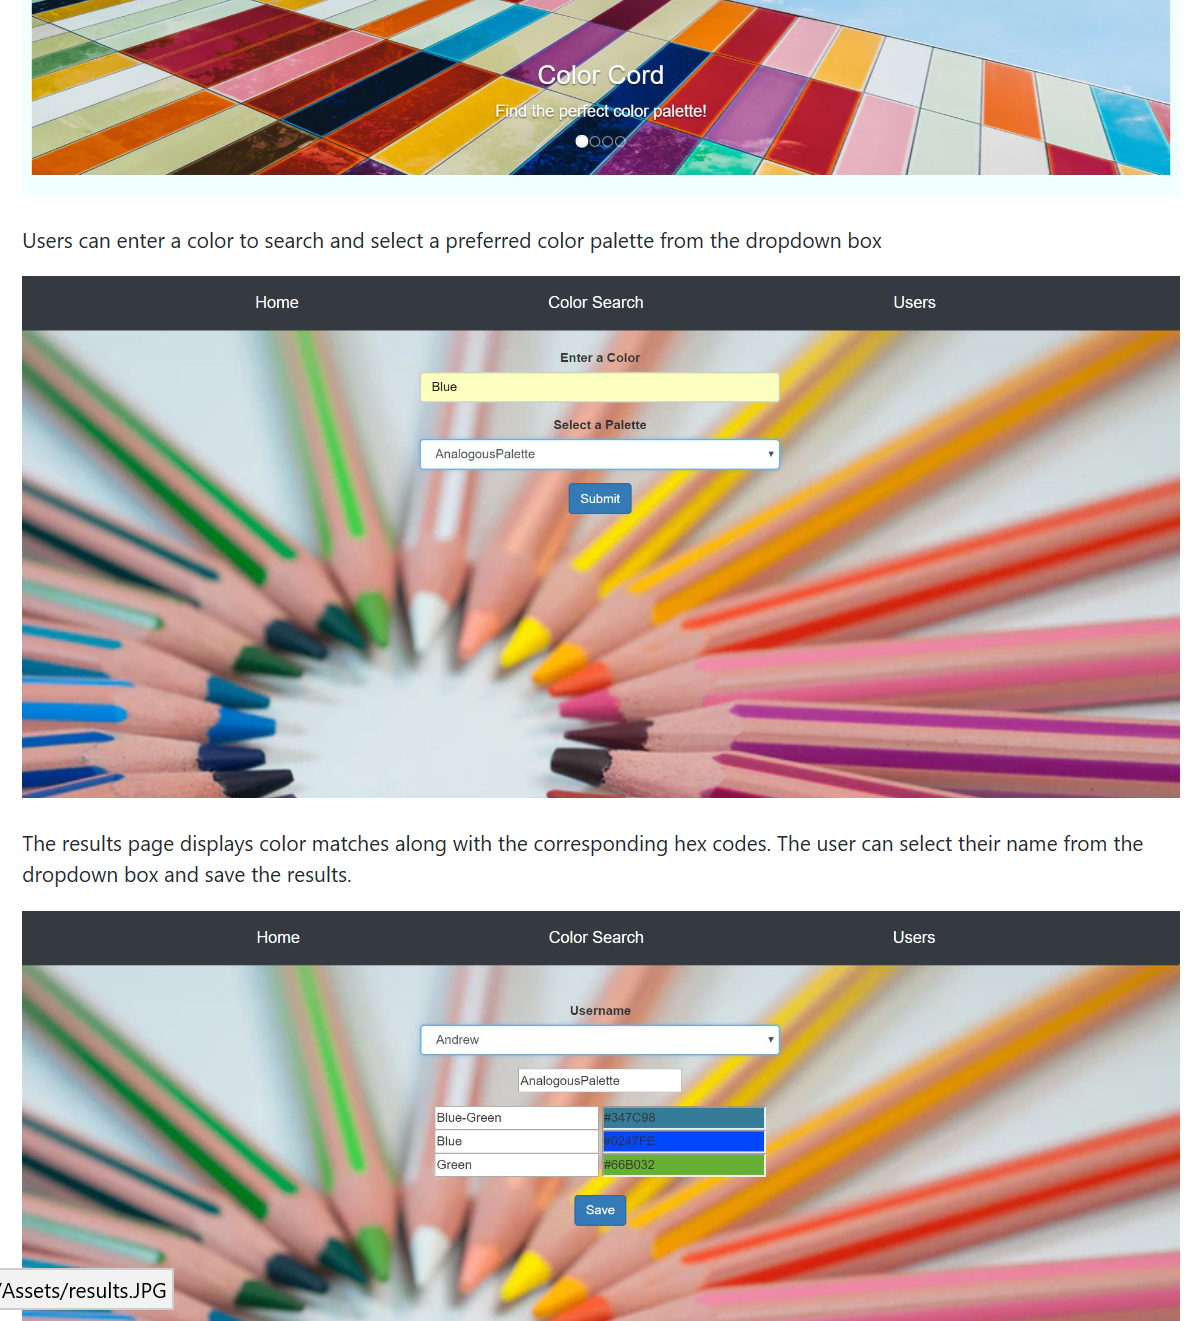 Color Cord
Find the perfect color palette!
Users can enter a color to search and select a preferred color palette from the dropdown box
Home Color Search Users
Enter a Color
Blue
Select a Palette
AnalogousPalette
Submit
The results page displays color matches along with the corresponding hex codes. The user can select their name from the
dropdown box and save the results.
Home Color Search Users
Username
Andrew
AnalogousPalette
Blue-Green #347C98
Blue #0247FE
Green #66B032
Save
/Assets/results.JPG